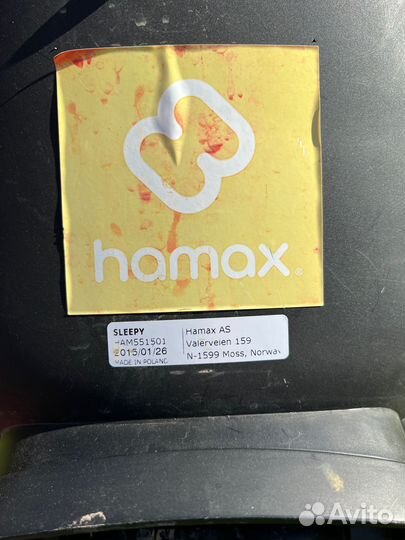 hamax®
SLEEPY
HAM551501
2015/01/26
MADE IN POLAND
Hamax AS
Valerveien 159
N-1599 Moss, Norway
Avito